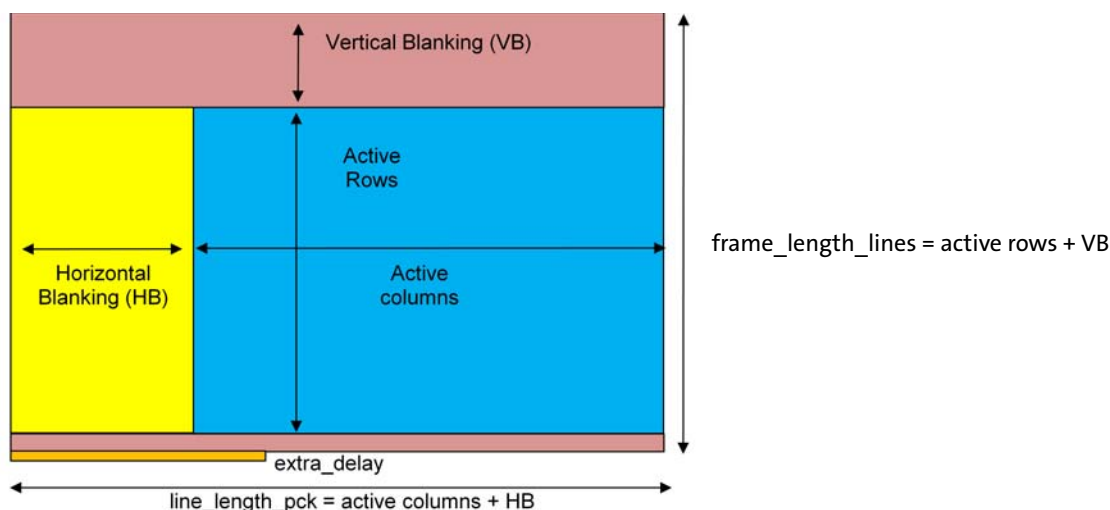 Vertical Blanking (VB)
Active
Rows
frame_length_lines = active rows + VB
Horizontal
Blanking (HB)
Active
columns
extra_delay
line_length_pck = active columns + HB